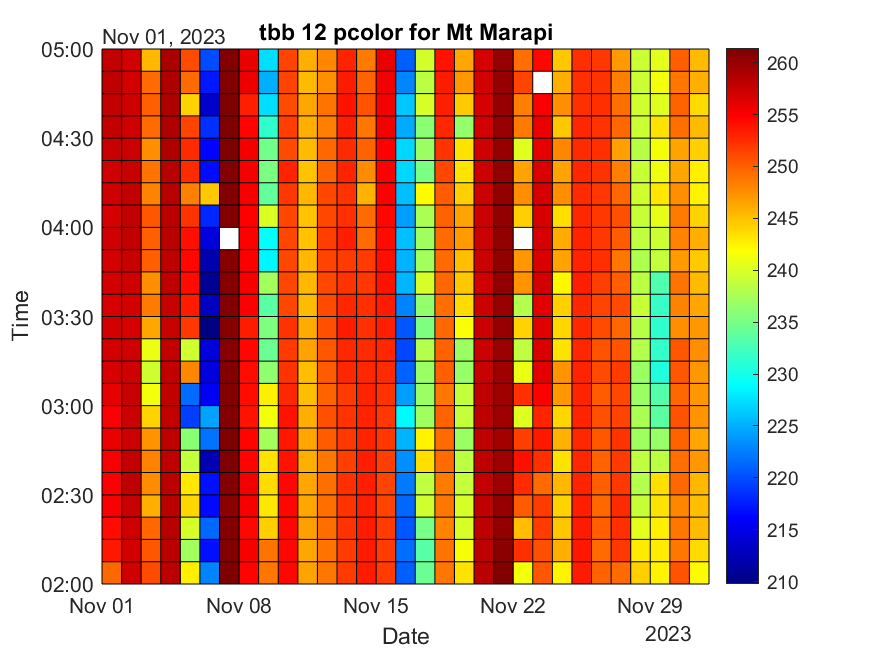 Nov 01, 2023
tbb 12 pcolor for Mt Marapi
05:00
04:30
04:00
03:30
03:00
02:30
02:00
Time
Nov 01
Nov 08
Nov 15
Nov 22
Nov 29
2023
Date
260
255
250
245
240
235
230
225
220
215
210